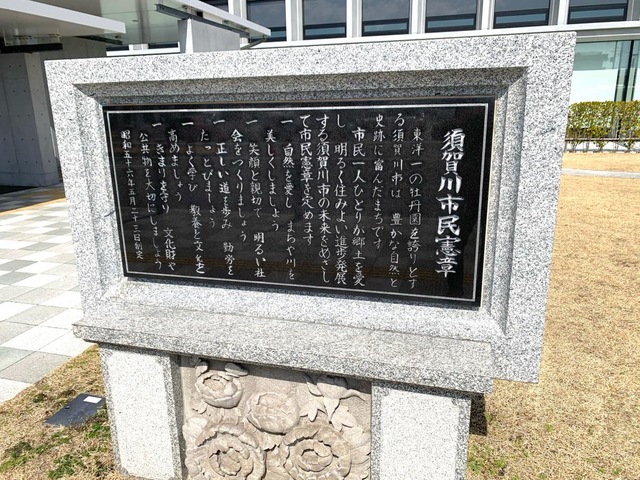 須賀川市民憲章
東洋一の牡丹園を誇りとす
る須賀川市は 豊かな自然と
史跡に富んだまちです
市民一人ひとりが郷土を愛
し 明るく住みよい進歩発展
する須賀川市の未来をめざし
て市民憲章を定めます
一 自然を愛し まちや川を
美しくしましょう
一 笑顔と親切で 明るい社
会をつくりましょう
一 正しい道を歩み 勤労を
たっとびましょう
一 よく学び 教養と文化を
高めましょう
一 きまりを守り 文化財や
公共物を大切にしましょう
昭和五十六年五月二十三日制定